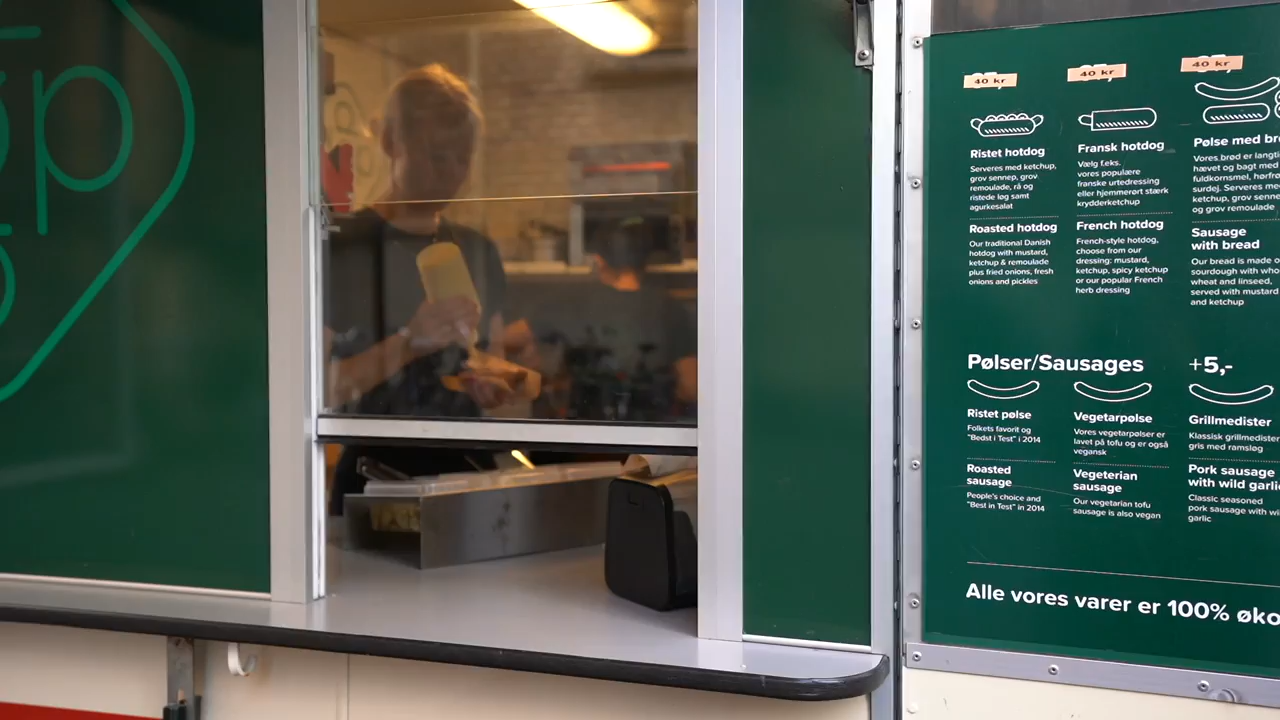 øp
40 kr
40 kr
40 kr
Ristet hotdog
Serveres med ketchup,
grov sennep, grov
remoulade, rå og
ristede løg samt
agurkesalat
Roasted hotdog
Our traditional Danish
hotdog with mustard,
ketchup & remoulade
plus fried onions, fresh
onions and pickles
Fransk hotdog
Vælg f.eks.
vores populære
franske urtedressing
eller hjemmerørt stærk
krydderketchup
French hotdog
French-style hotdog,
choose from our
dressing: mustard,
ketchup, spicy ketchup
or our popular French
herb dressing
Pølse med br
Vores brød er langti
hævet og bagt med
fuldkornsmel, hørfrø
surdej. Serveres me
ketchup, grov senne
og grov remoulade
Sausage
with bread
Our bread is made o
sourdough with who
wheat and linseed,
served with mustard
and ketchup
Pølser/Sausages
+5,-
Ristet pølse
Folkets favorit og
"Bedst i Test" i 2014
Roasted
sausage
People's choice and
"Best in Test" in 2014
Vegetarpølse
Vores vegetarpølser er
lavet på tofu og er også
vegansk
Vegeterian
sausage
Our vegetarian tofu
sausage is also vegan
Grillmedister
Klassisk grillmedister
gris med ramsløg
Pork sausage
with wild garlic
Classic seasoned
pork sausage with wi
garlic
Alle vores varer er 100% øko